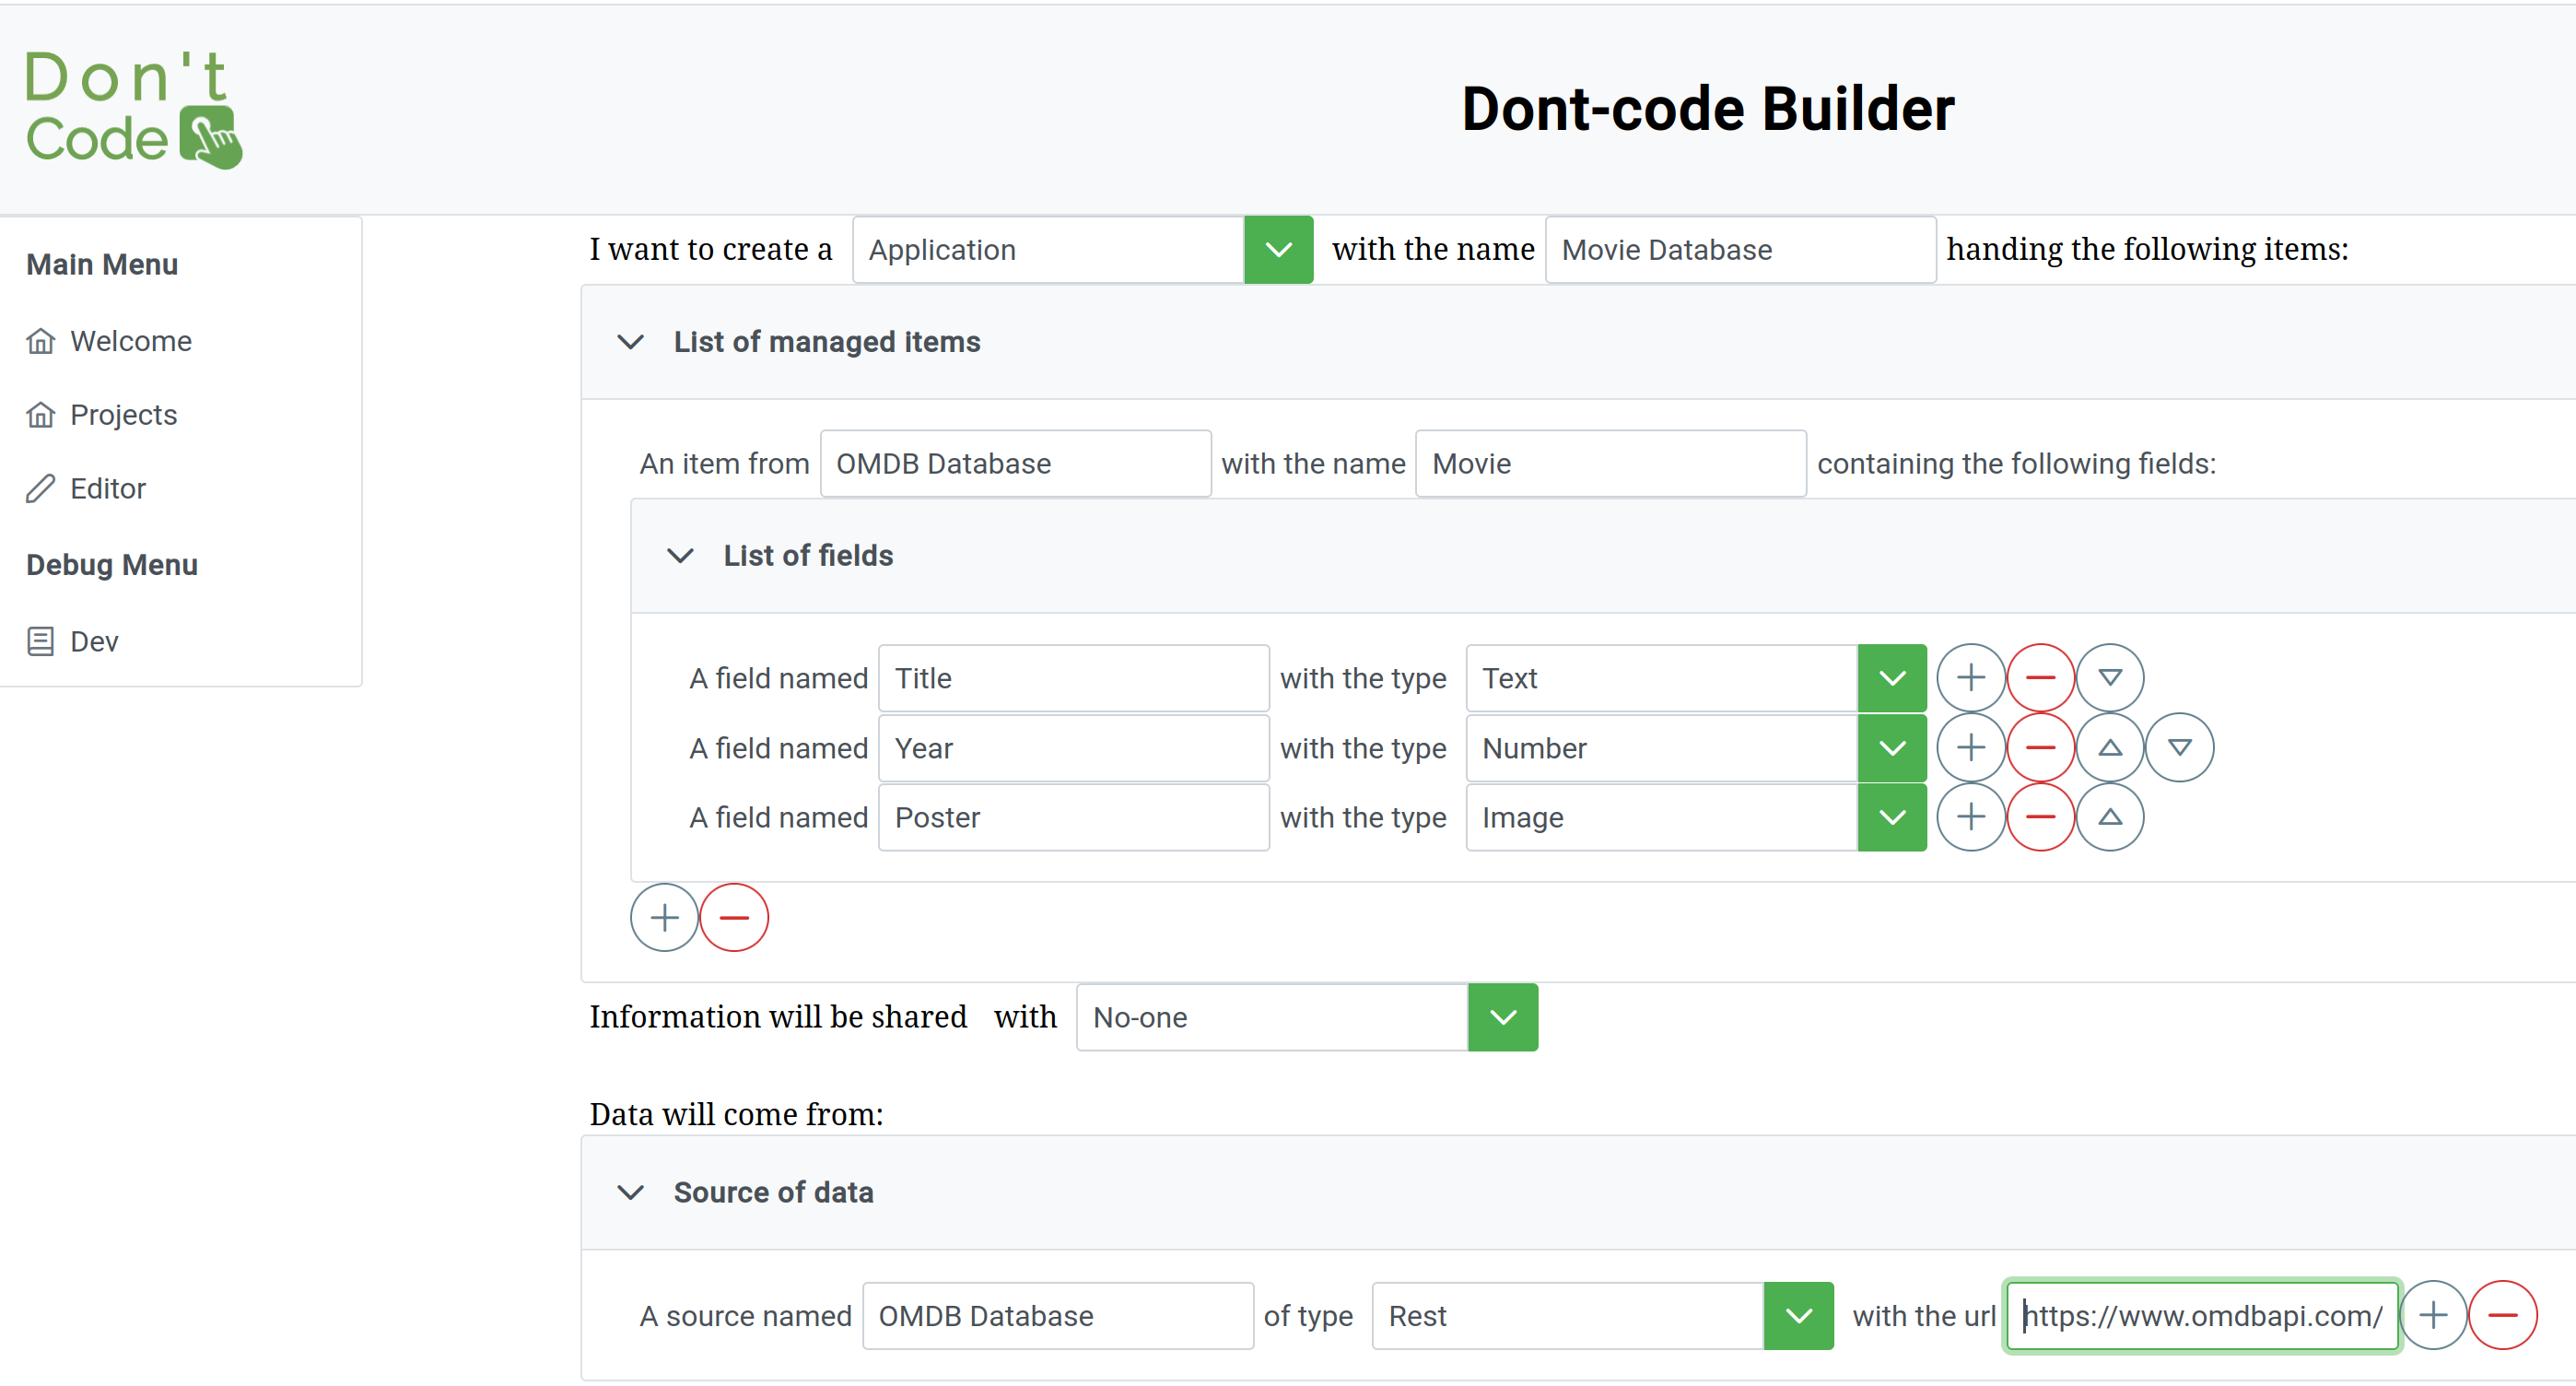 Don't
Code
Dont-code Builder
Main Menu
Welcome
Projects
Editor
Debug Menu
Dev
I want to create a Application with the name Movie Database handing the following items:
List of managed items
An item from OMDB Database with the name Movie containing the following fields:
List of fields
A field named Title with the type Text
A field named Year with the type Number
A field named Poster with the type Image
Information will be shared with No-one
Data will come from:
Source of data
A source named OMDB Database of type Rest with the url https://www.omdbapi.com/